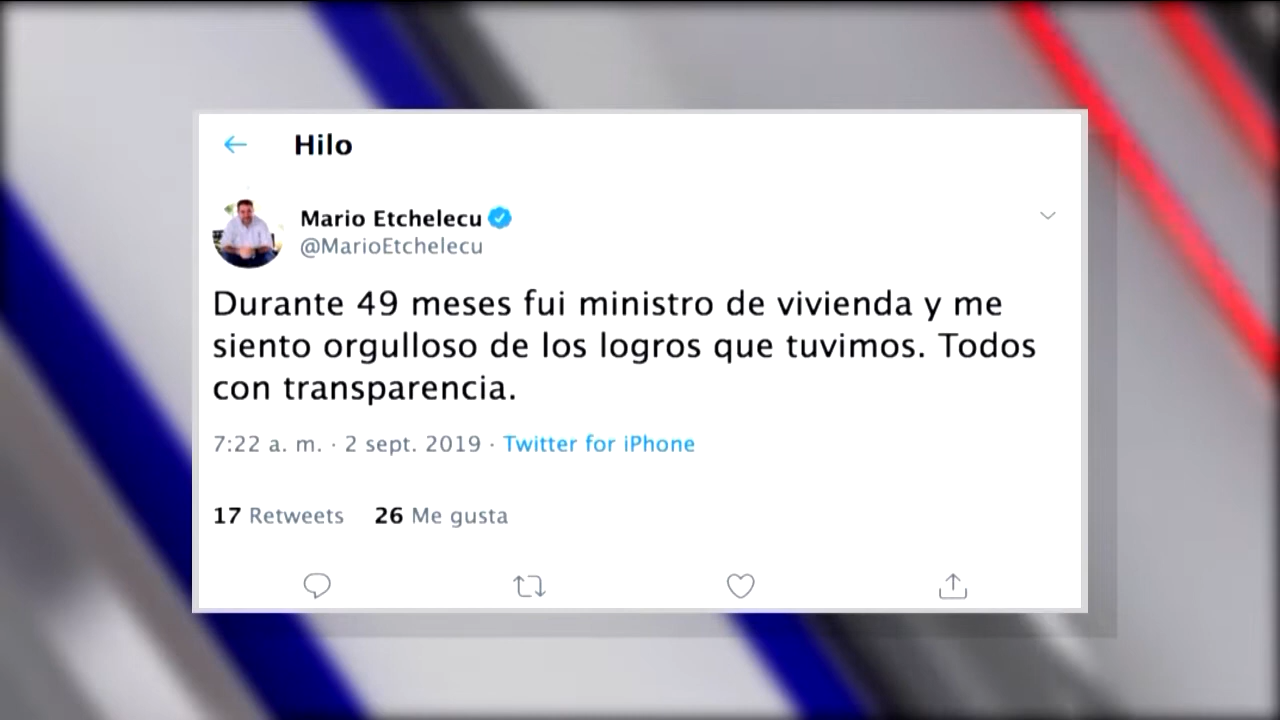 Hilo
Mario Etchelecu
@MarioEtchelecu
Durante 49 meses fui ministro de vivienda y me
siento orgulloso de los logros que tuvimos. Todos
con transparencia.
7:22 a. m. · 2 sept. 2019 · Twitter for iPhone
17 Retweets 26 Me gusta